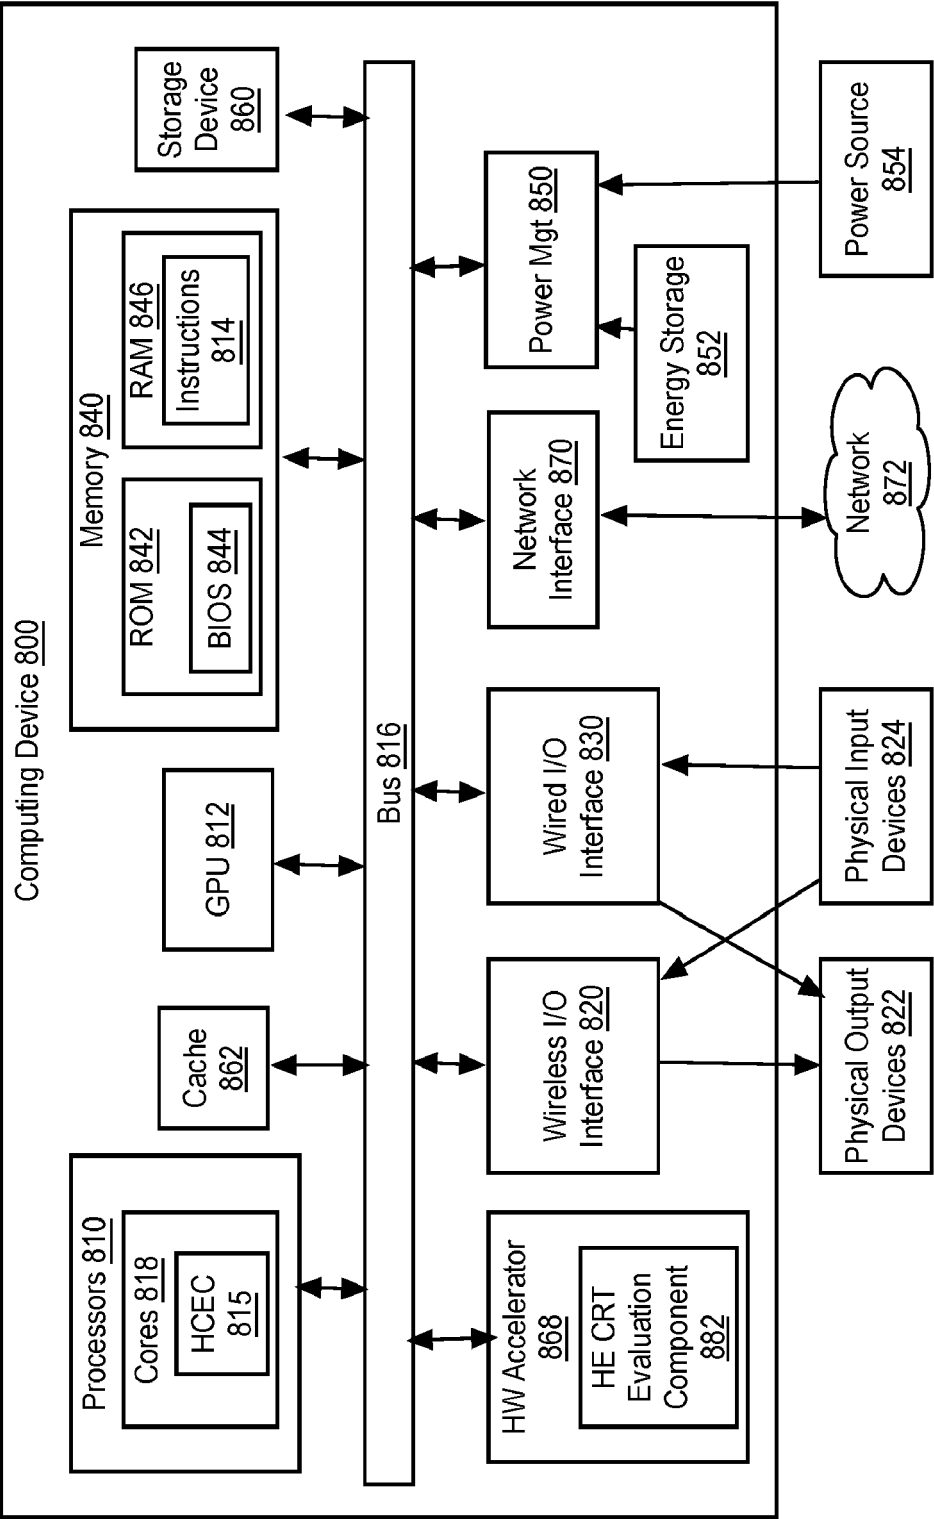 Computing Device 800
Processors 810
Cores 818
HCEC
815
Cache
862
GPU 812
Memory 840
ROM 842
BIOS 844
RAM 846
Instructions
814
Storage
Device
860
Bus 816
HW Accelerator
868
HE CRT
Evaluation
Component
882
Wireless I/O
Interface 820
Wired I/O
Interface 830
Network
Interface 870
Power Mgt 850
Energy Storage
852
Physical Output
Devices 822
Physical Input
Devices 824
Network
872
Power Source
854